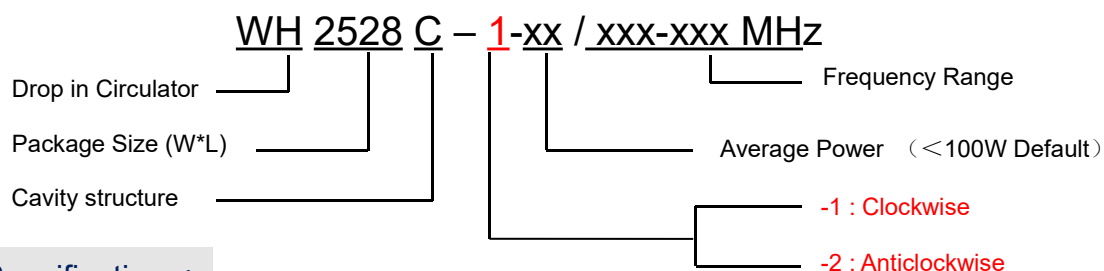 WH 2528 C – 1-xx / xxx-xxx MHz
Drop in Circulator
Frequency Range
Package Size (W*L)
Average Power （＜100W Default）
Cavity structure
-1 : Clockwise
-2 : Anticlockwise